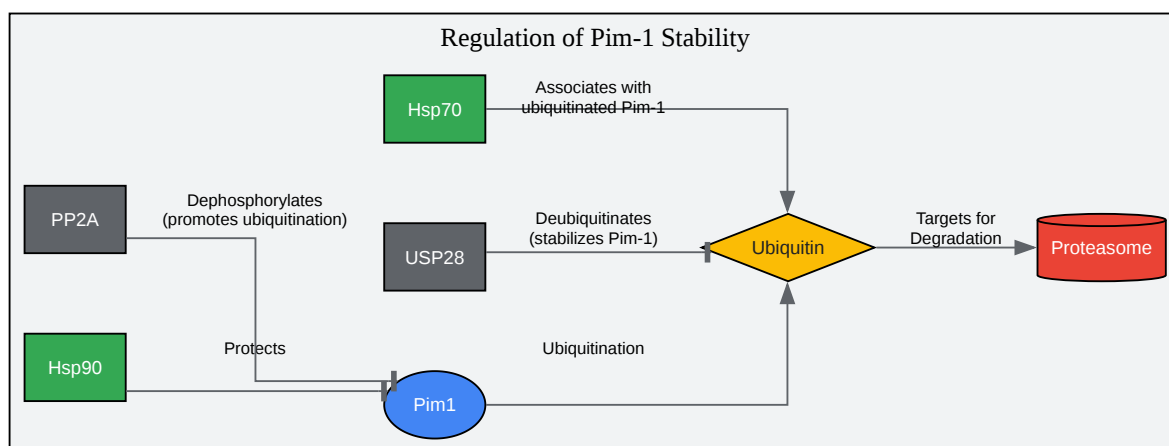 Regulation of Pim-1 Stability
Hsp70
Associates with
ubiquitinated Pim-1
PP2A
Dephosphorylates
(promotes ubiquitination)
USP28
Deubiquitinates
(stabilizes Pim-1)
Ubiquitin
Targets for
Degradation
Proteasome
Hsp90
Protects
Ubiquitination
Pim1